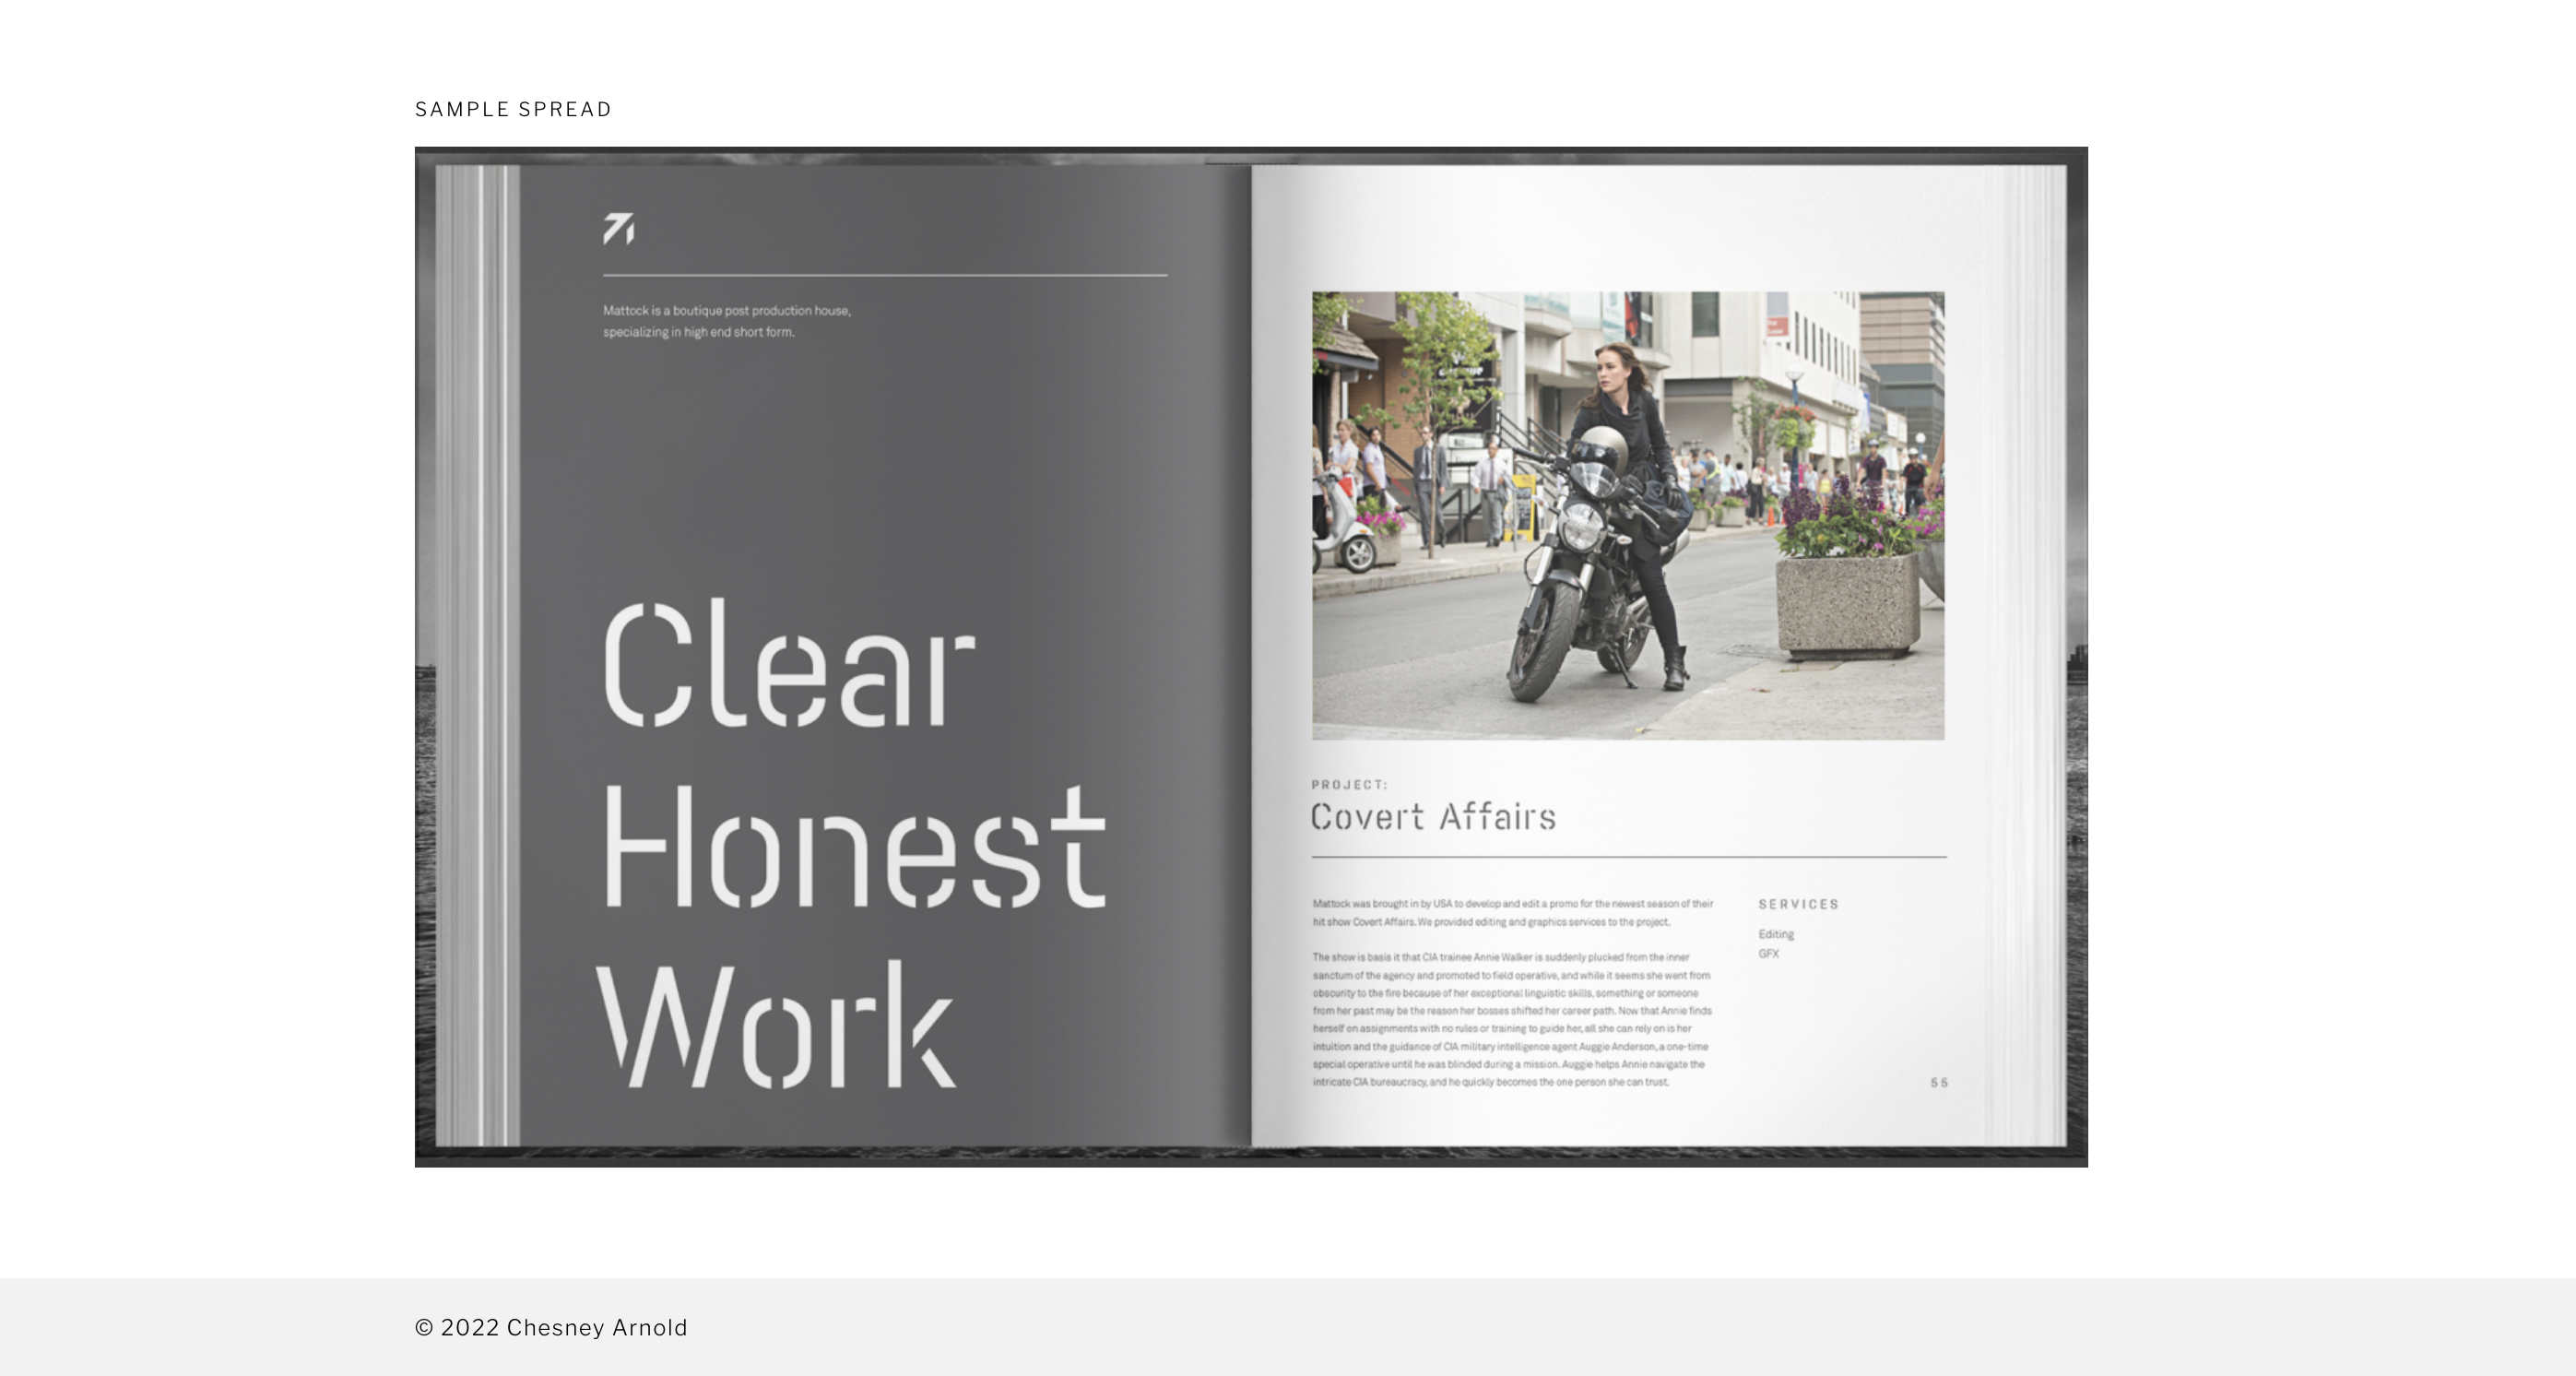 SAMPLE SPREAD
Mattock is a boutique post production house,
specializing in high end short form.
Clear
Honest
Work
PROJECT:
Covert Affairs
Mattock was brought in by USA to develop and edit a promo for the newest season of their
hit show Covert Affairs. We provided editing and graphics services to the project.
The show is basis it that CIA trainee Annie Walker is suddenly plucked from the inner
sanctum of the agency and promoted to field operative, and while it seems she went from
obscurity to the fire because of her exceptional linguistic skills, something or someone
from her past may be the reason her bosses shifted her career path. Now that Annie finds
herself on assignments with no rules or training to guide her, all she can rely on is her
intuition and the guidance of CIA military intelligence agent Auggie Anderson, a one-time
special operative until he was blinded during a mission. Auggie helps Annie navigate the
intricate CIA bureaucracy, and he quickly becomes the one person she can trust.
SERVICES
Editing
GFX
55
© 2022 Chesney Arnold